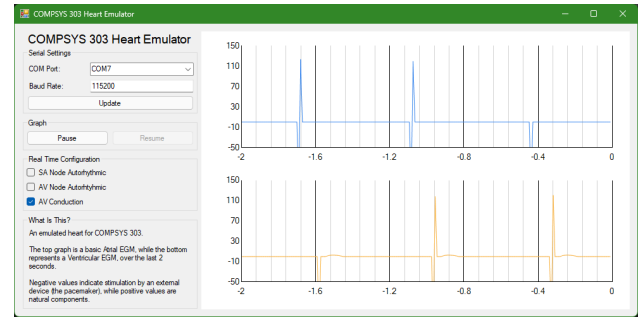 COMPSYS 303 Heart Emulator
COMPSYS 303 Heart Emulator
Serial Settings
COM Port: COM7
Baud Rate: 115200
Update
Graph
Pause Resume
Real Time Configuration
SA Node Autorhythmic
AV Node Autorhtyhmic
AV Conduction
What Is This?
An emulated heart for COMPSYS 303.
The top graph is a basic Atrial EGM, while the bottom
represents a Ventricular EGM, over the last 2
seconds.
Negative values indicate stimulation by an external
device (the pacemaker), while positive values are
natural components.
150
110
70
30
-10
-50
-2 -1.6 -1.2 -0.8 -0.4 0
150
110
70
30
-10
-50
-2 -1.6 -1.2 -0.8 -0.4 0